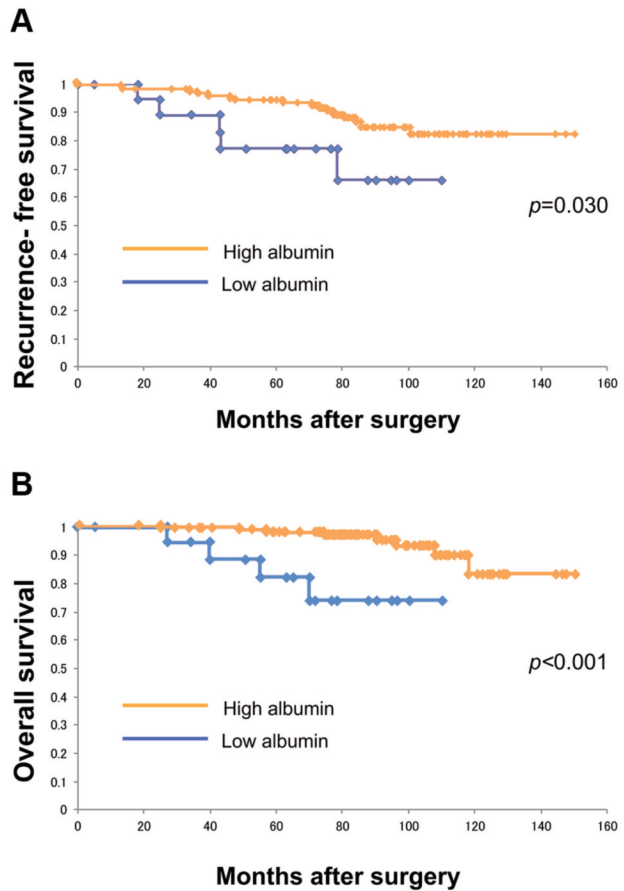 A
Recurrence- free survival
1
0.9
0.8
0.7
0.6
0.5
0.4
0.3
0.2
0.1
0
p=0.030
High albumin
Low albumin
0 20 40 60 80 100 120 140 160
Months after surgery
B
Overall survival
1
0.9
0.8
0.7
0.6
0.5
0.4
0.3
0.2
0.1
0
p<0.001
High albumin
Low albumin
0 20 40 60 80 100 120 140 160
Months after surgery